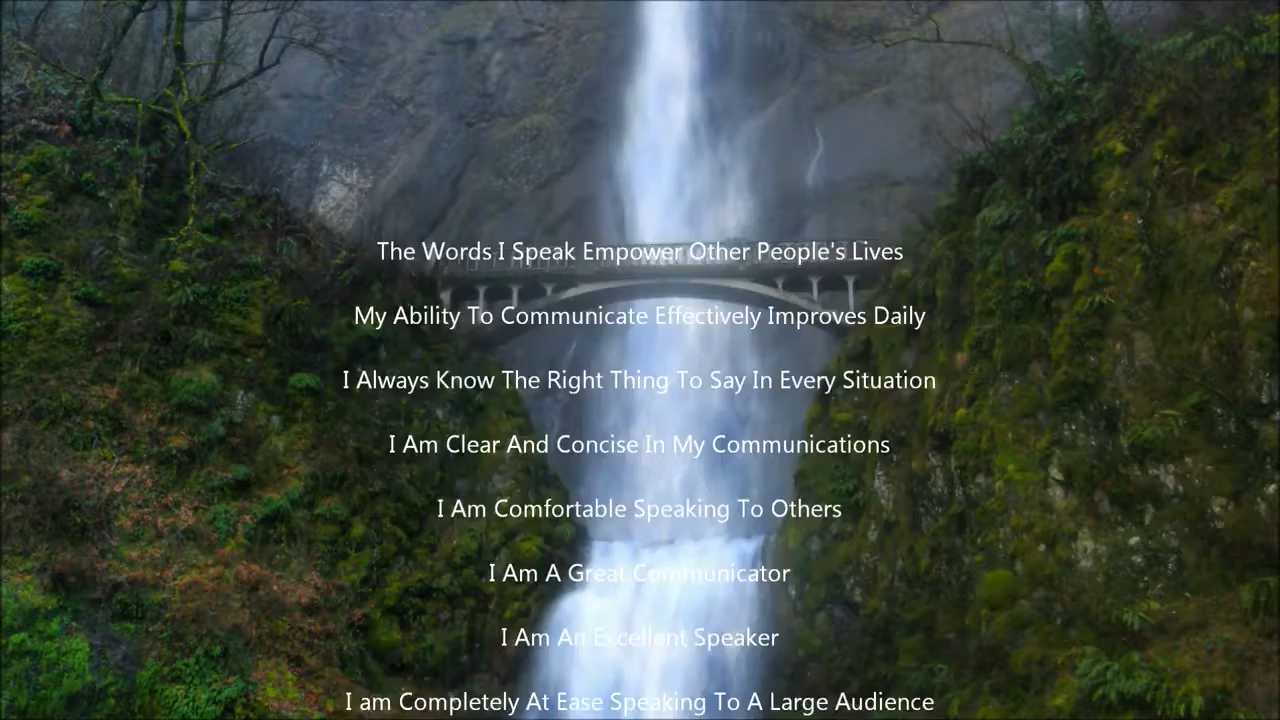 The Words I Speak Empower Other People's Lives
My Ability To Communicate Effectively Improves Daily
I Always Know The Right Thing To Say In Every Situation
I Am Clear And Concise In My Communications
I Am Comfortable Speaking To Others
I Am A Great Communicator
I Am An Excellent Speaker
I am Completely At Ease Speaking To A Large Audience